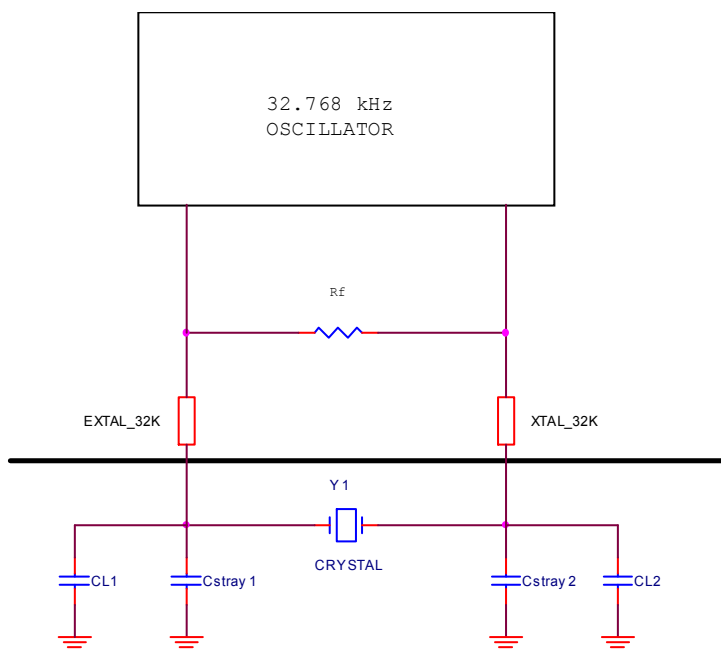 32.768 kHz
OSCILLATOR
Rf
EXTAL_32K
XTAL_32K
Y1
CRYSTAL
CL1
Cstray 1
Cstray 2
CL2